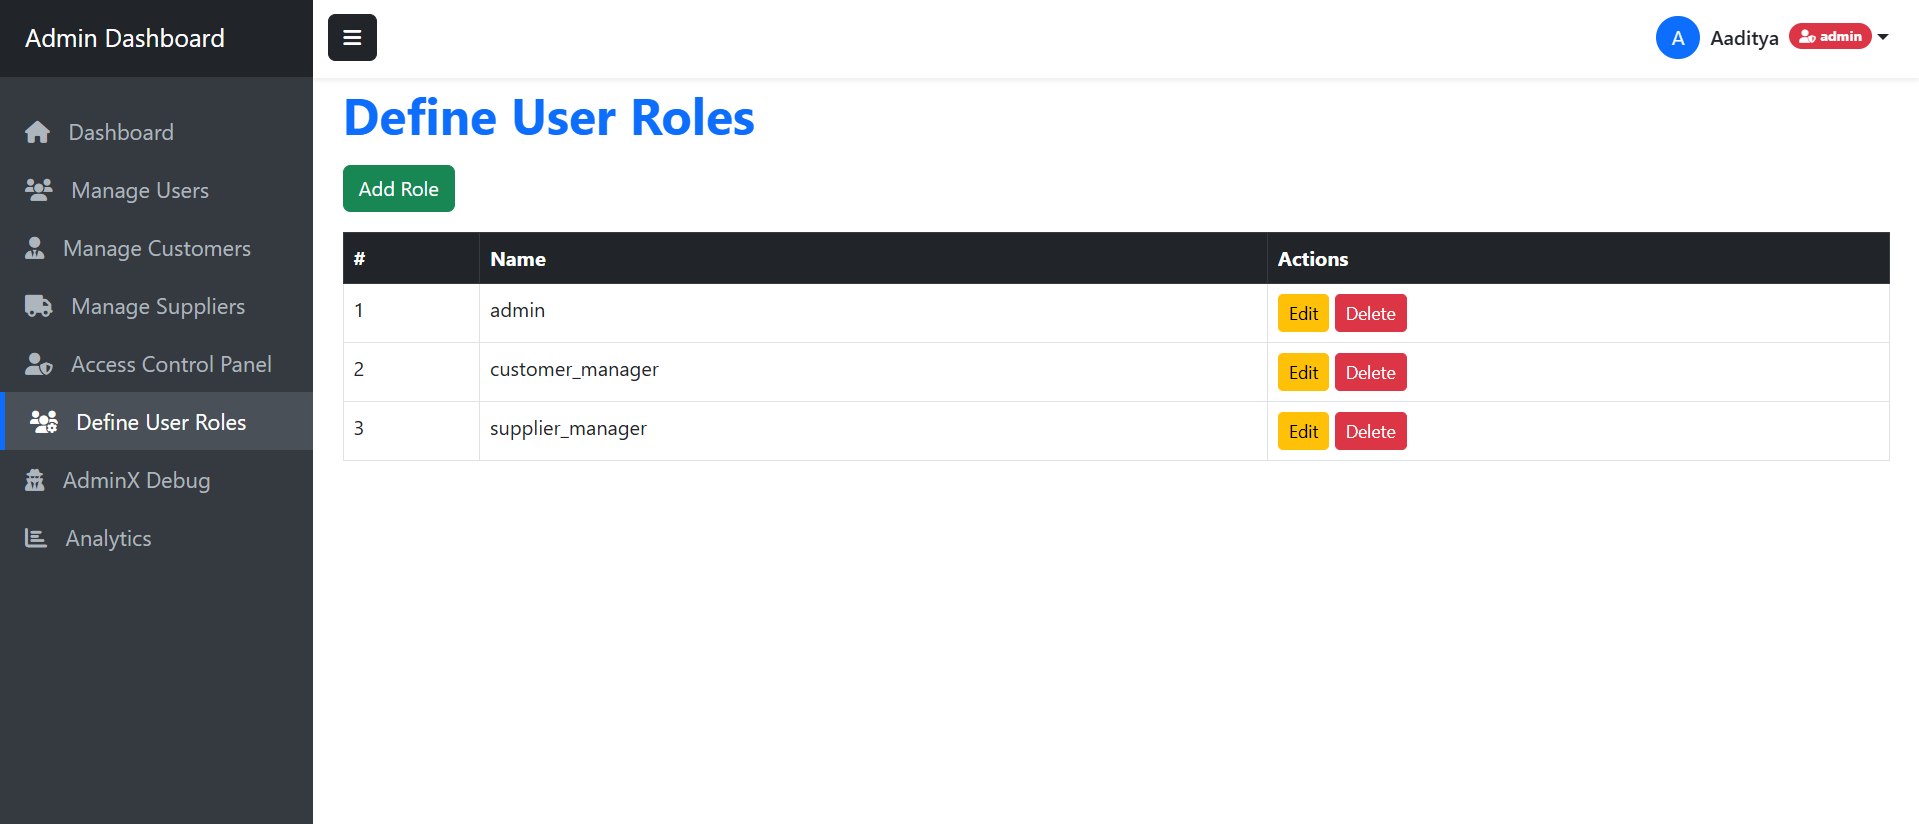 Admin Dashboard
A Aaditya admin
Dashboard
Manage Users
Manage Customers
Manage Suppliers
Access Control Panel
Define User Roles
AdminX Debug
Analytics
Define User Roles
Add Role
# Name Actions
1 admin Edit Delete
2 customer_manager Edit Delete
3 supplier_manager Edit Delete